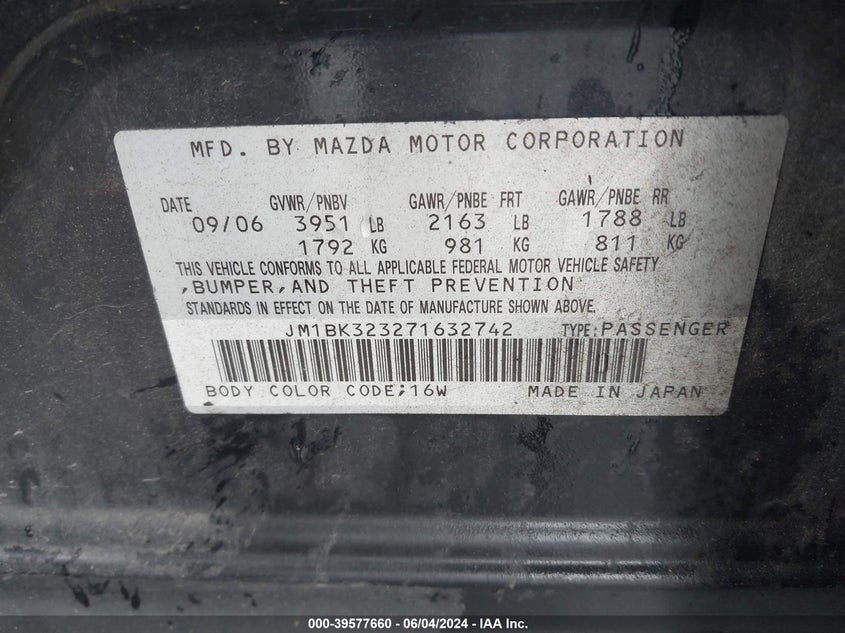 MFD. BY MAZDA MOTOR CORPORATION
DATE GVWR/PNBV GAWR/PNBE FRT GAWR/PNBE RR
09/06 3951 LB 2163 LB 1788 LB
1792 KG 981 KG 811 KG
THIS VEHICLE CONFORMS TO ALL APPLICABLE FEDERAL MOTOR VEHICLE SAFETY
,BUMPER,AND THEFT PREVENTION
STANDARDS IN EFFECT ON THE DATE OF MANUFACTURE SHOWN ABOVE.
JM1BK323271632742 TYPE:PASSENGER
BODY COLOR CODE;16W MADE IN JAPAN
000-39577660 - 06/04/2024 - IAA Inc.